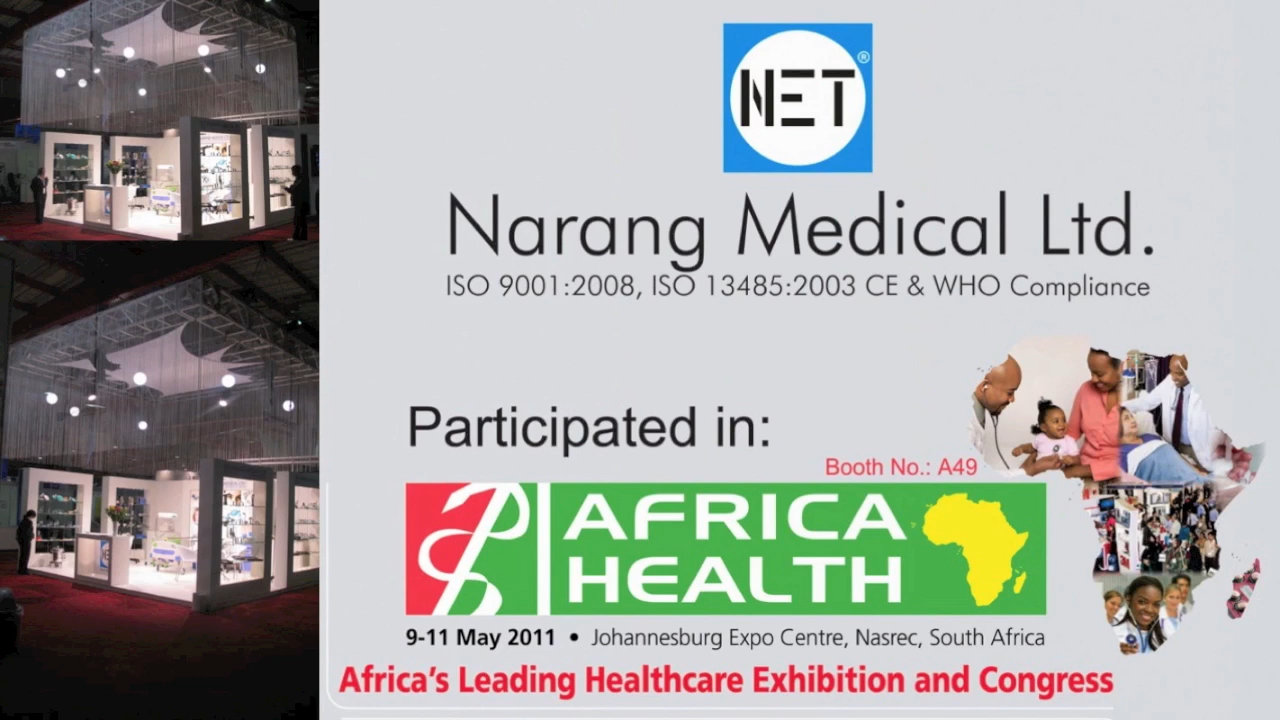 NET®
Narang Medical Ltd.
ISO 9001:2008, ISO 13485:2003 CE & WHO Compliance
Participated in:
Booth No.: A49
AFRICA
HEALTH
9-11 May 2011 • Johannesburg Expo Centre, Nasrec, South Africa
Africa's Leading Healthcare Exhibition and Congress